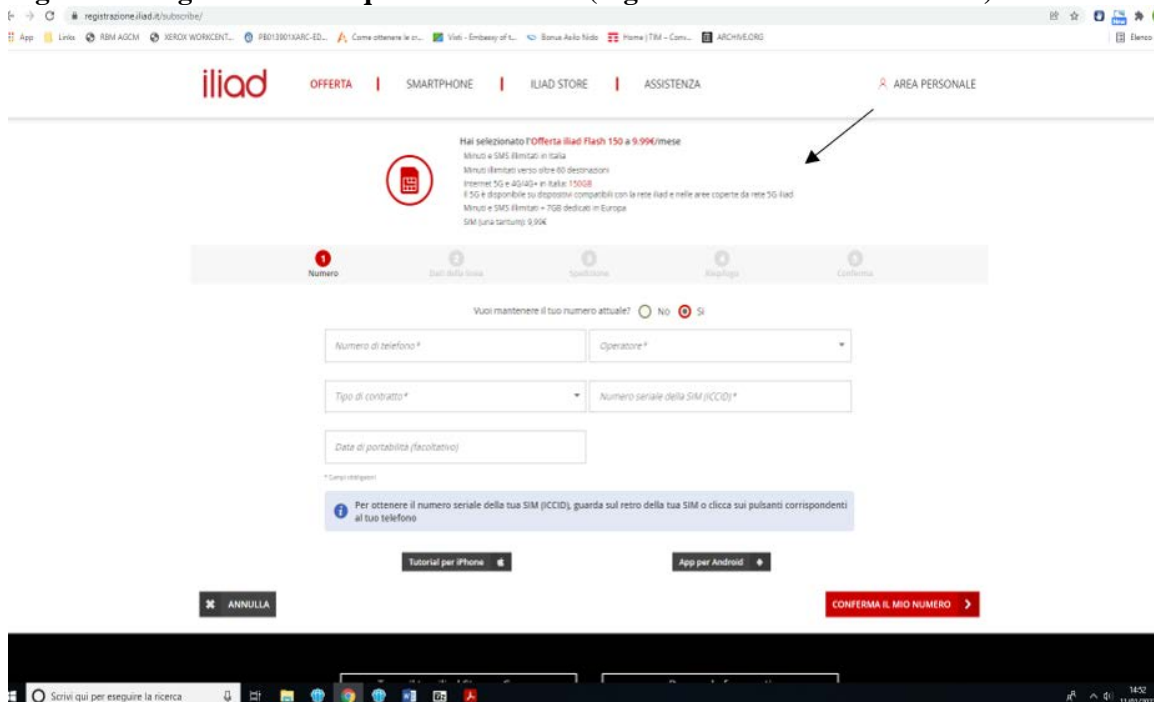 registrazione.iliad.it/subscribe/
App Links RBM AGCM XEROX WORKCENT... PB013901XARC-ED... Come ottenere le cr... Visti - Embassy of t... Bonus Asilo Nido Home | TIM – Cons... ARCHIVE.ORG Elenco
iliad OFFERTA SMARTPHONE ILIAD STORE ASSISTENZA AREA PERSONALE
Hai selezionato l'Offerta iliad Flash 150 a 9.99€/mese
Minuti e SMS illimitati in Italia
Minuti illimitati verso oltre 60 destinazioni
Internet 5G e 4G/4G+ in Italia: 150GB
Il 5G è disponibile su dispositivi compatibili con la rete iliad e nelle aree coperte da rete 5G iliad
Minuti e SMS illimitati + 7GB dedicati in Europa
SIM (una tantum): 9,99€
1 2 3 4 5
Numero Dati della linea Spedizione Riepilogo Conferma
Vuoi mantenere il tuo numero attuale? No Sì
Numero di telefono* Operatore*
Tipo di contratto* Numero seriale della SIM (ICCID)*
Data di portabilità (facoltativo)
* Campi obbligatori
Per ottenere il numero seriale della tua SIM (ICCID), guarda sul retro della tua SIM o clicca sui pulsanti corrispondenti
al tuo telefono
Tutorial per iPhone App per Android
ANNULLA CONFERMA IL MIO NUMERO
Scrivi qui per eseguire la ricerca 14:52